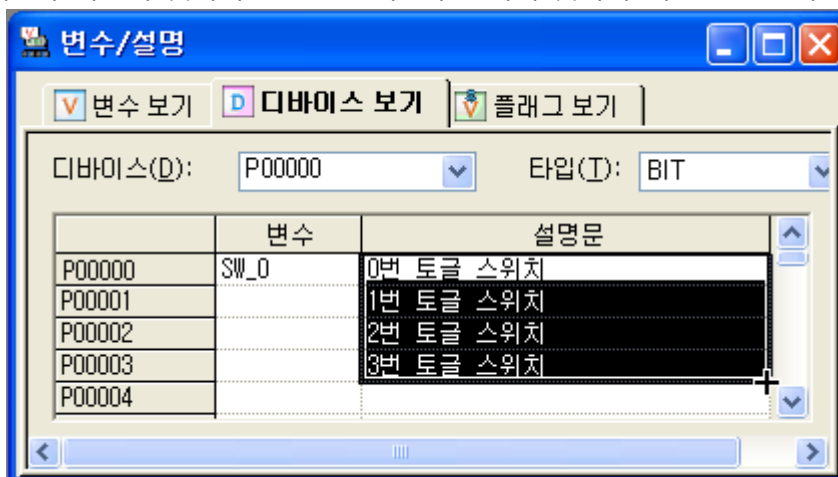 변수/설명
변수 보기 디바이스 보기 플래그 보기
디바이스(D): P00000 타입(T): BIT
변수 설명문
P00000 SW_0 0번 토글 스위치
P00001 1번 토글 스위치
P00002 2번 토글 스위치
P00003 3번 토글 스위치
P00004